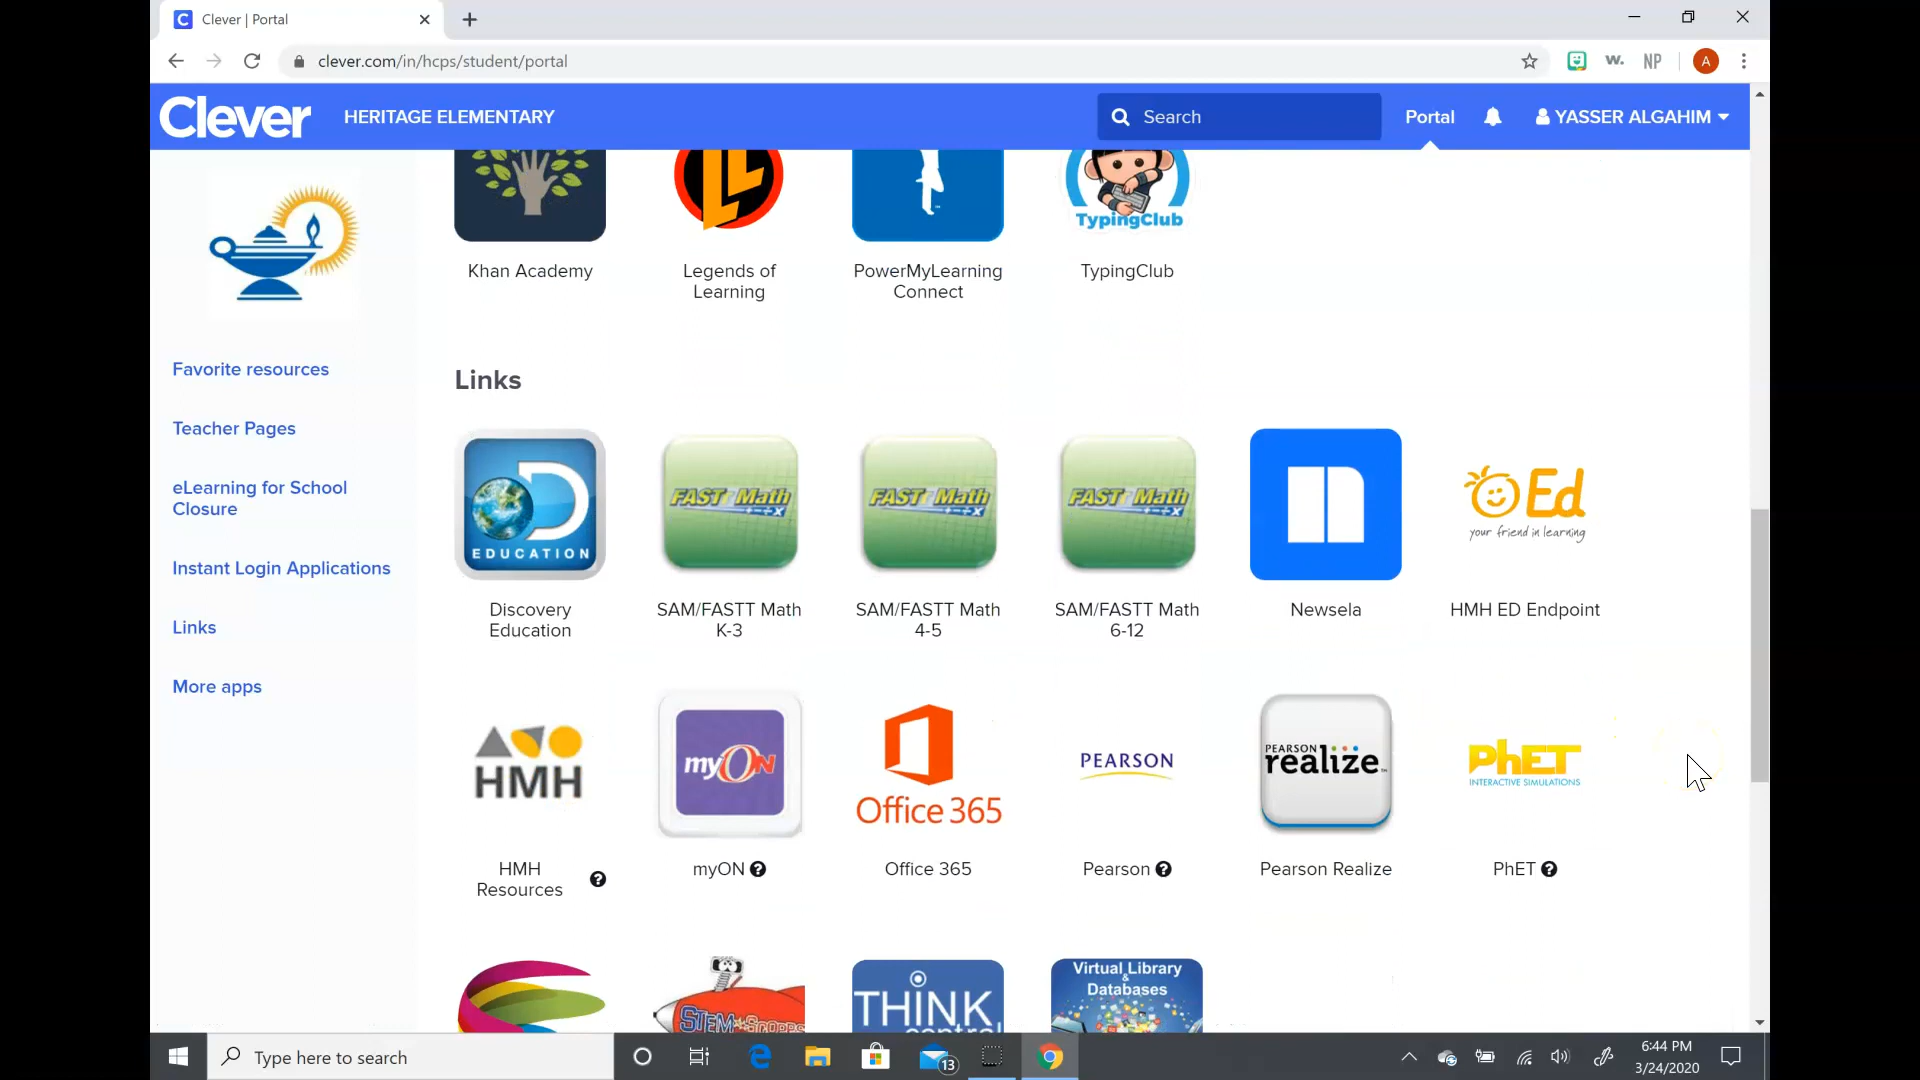 Clever | Portal
clever.com/in/hcps/student/portal
W.
NP
A
Clever
HERITAGE ELEMENTARY
Search
Portal
YASSER ALGAHIM
TypingClub
Khan Academy
Legends of
Learning
PowerMyLearning
Connect
TypingClub
Favorite resources
Teacher Pages
eLearning for School
Closure
Instant Login Applications
Links
More apps
Links
EDUCATION
FASTT Math
FASTT Math
FASTT Math
Ed
your friend in learning
Discovery
Education
SAM/FASTT Math
K-3
SAM/FASTT Math
4-5
SAM/FASTT Math
6-12
Newsela
HMH ED Endpoint
HMH
myON
Office 365
PEARSON
PEARSON
realize
PhET
INTERACTIVE SIMULATIONS
HMH
Resources
myON
Office 365
Pearson
Pearson Realize
PhET
STEM SCOPES
THINK
central
Virtual Library
&
Databases
Type here to search
13
6:44 PM
3/24/2020